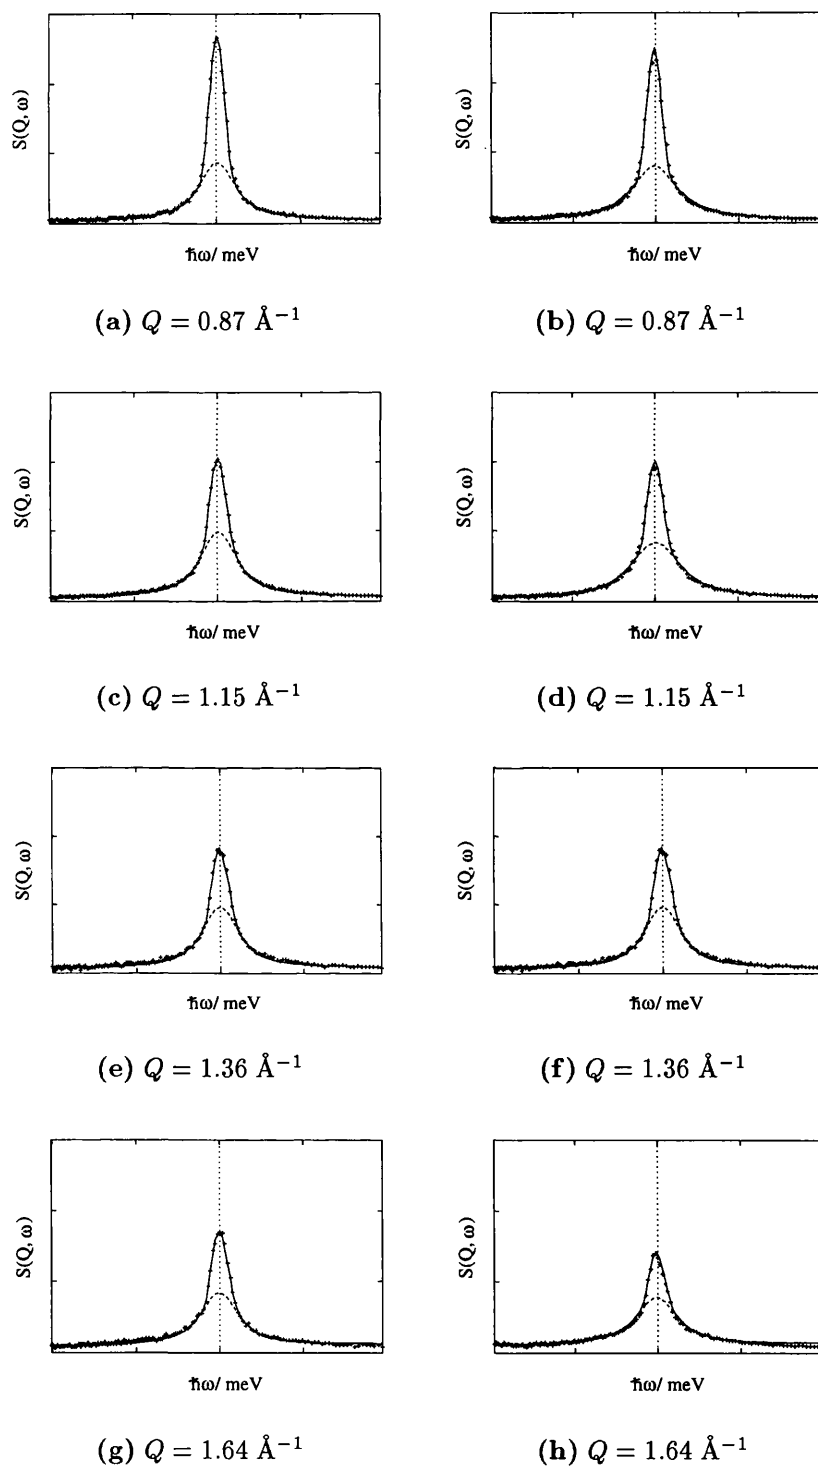 S(Q, ω)
S(Q, ω)
ħω/ meV
ħω/ meV
(a) Q = 0.87 Å⁻¹
(b) Q = 0.87 Å⁻¹
S(Q, ω)
S(Q, ω)
ħω/ meV
ħω/ meV
(c) Q = 1.15 Å⁻¹
(d) Q = 1.15 Å⁻¹
S(Q, ω)
S(Q, ω)
ħω/ meV
ħω/ meV
(e) Q = 1.36 Å⁻¹
(f) Q = 1.36 Å⁻¹
S(Q, ω)
S(Q, ω)
ħω/ meV
ħω/ meV
(g) Q = 1.64 Å⁻¹
(h) Q = 1.64 Å⁻¹